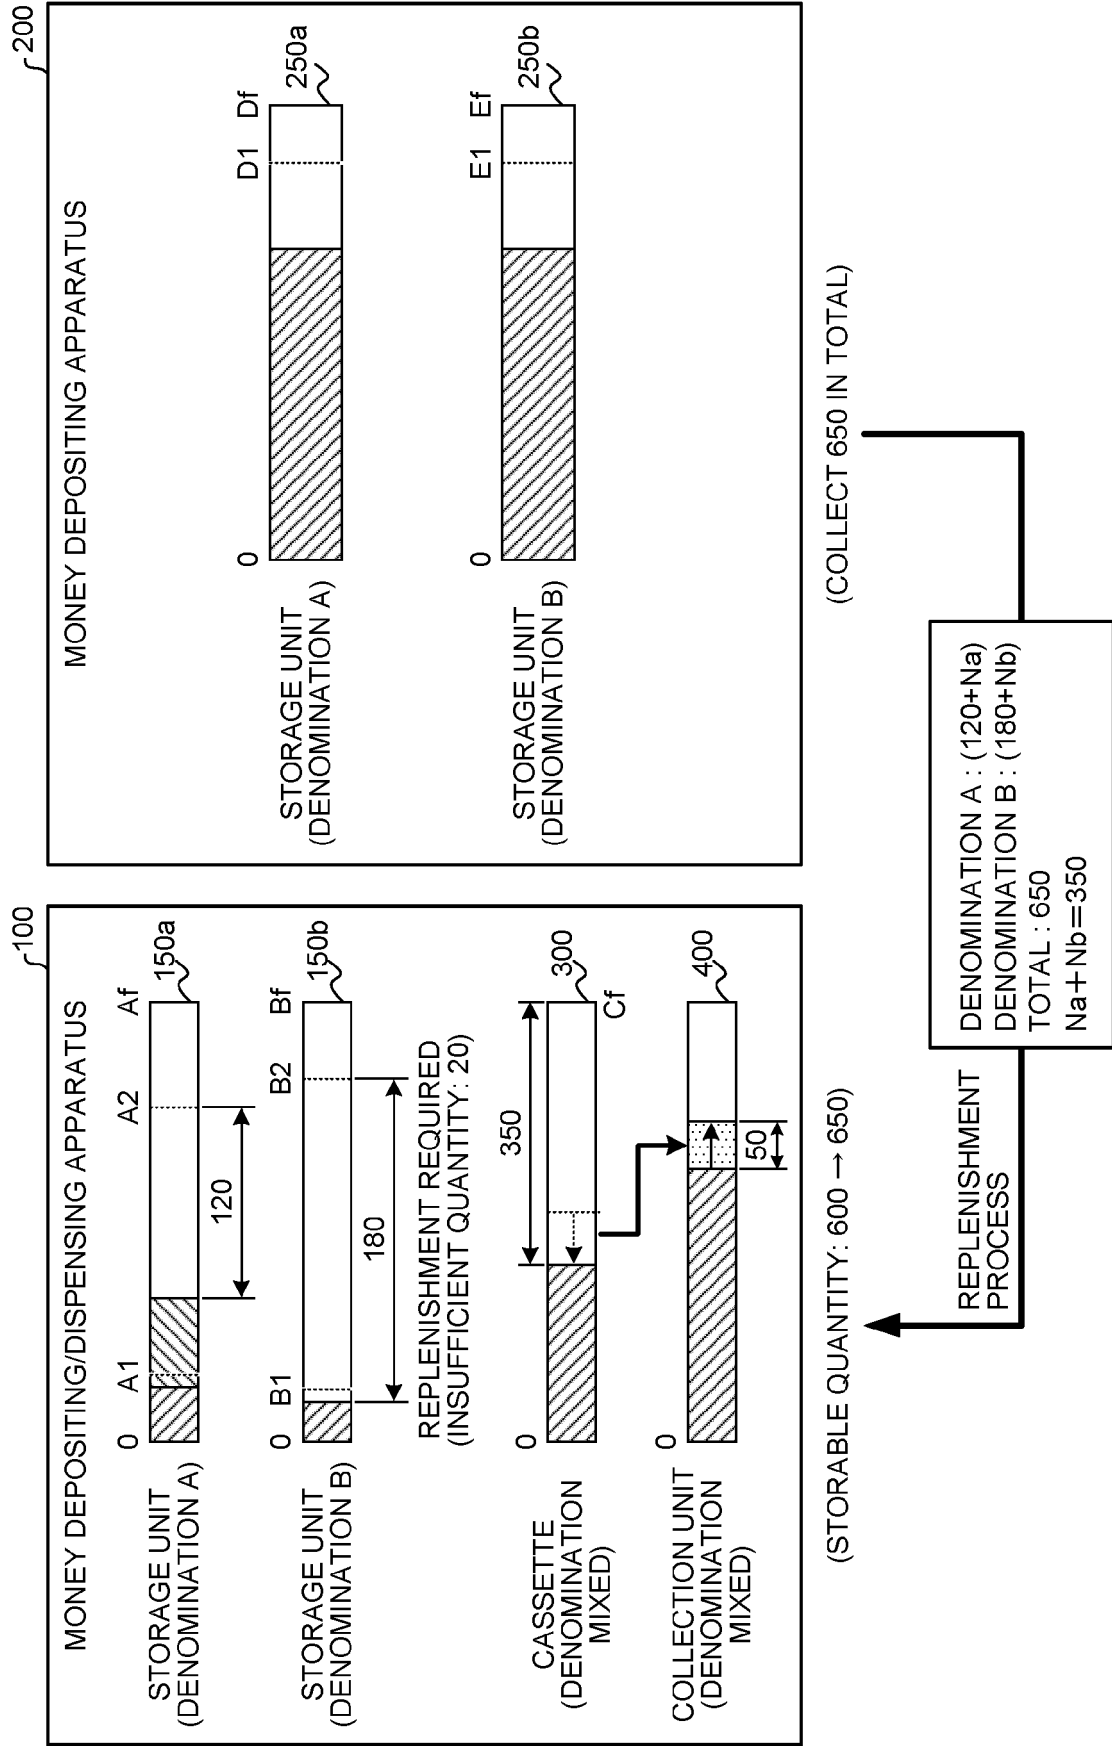 100
MONEY DEPOSITING/DISPENSING APPARATUS
STORAGE UNIT
(DENOMINATION A)
0
A1
A2
Af
150a
120
STORAGE UNIT
(DENOMINATION B)
0
B1
B2
Bf
150b
180
REPLENISHMENT REQUIRED
(INSUFFICIENT QUANTITY: 20)
CASSETTE
(DENOMINATION
MIXED)
0
350
300
Cf
COLLECTION UNIT
(DENOMINATION
MIXED)
0
400
50
200
MONEY DEPOSITING APPARATUS
STORAGE UNIT
(DENOMINATION A)
0
D1
Df
250a
STORAGE UNIT
(DENOMINATION B)
0
E1
Ef
250b
(STORABLE QUANTITY: 600 → 650)
(COLLECT 650 IN TOTAL)
REPLENISHMENT
PROCESS
DENOMINATION A : (120+Na)
DENOMINATION B : (180+Nb)
TOTAL : 650
Na+Nb=350